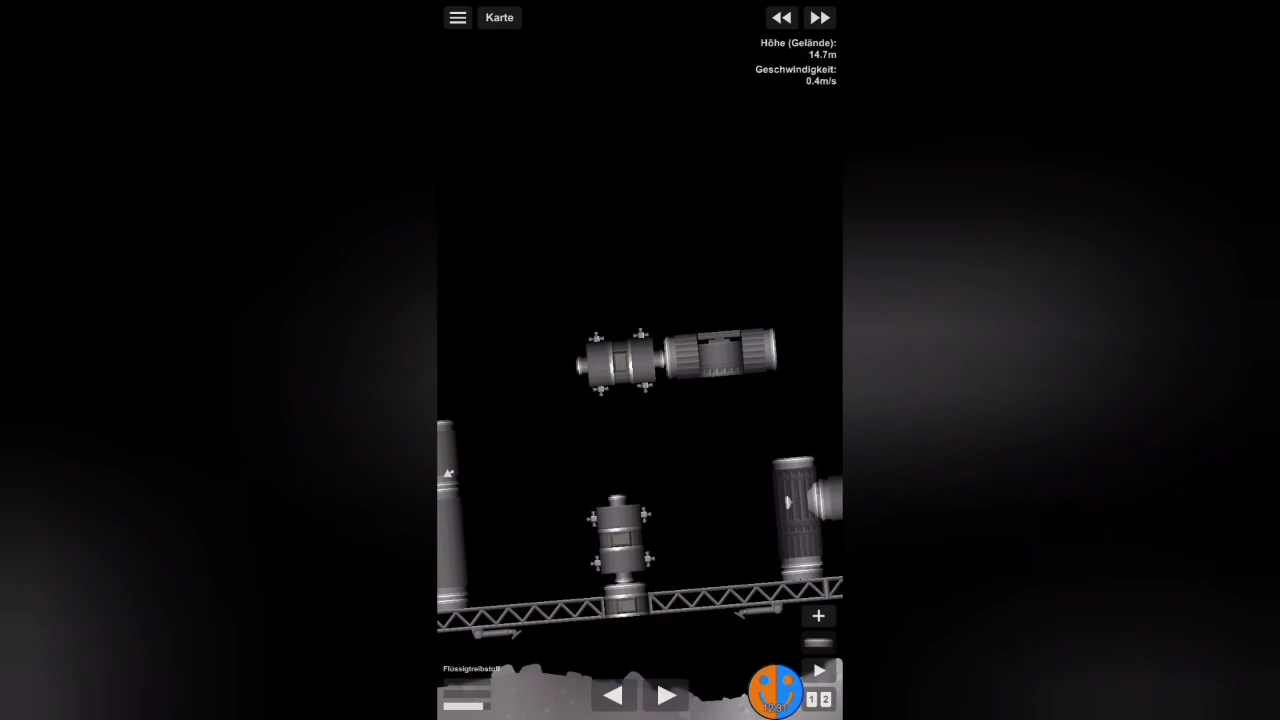 Karte
Höhe (Gelände):
14.7m
Geschwindigkeit:
0.4m/s
Flüssigtreibstoff:
1 2